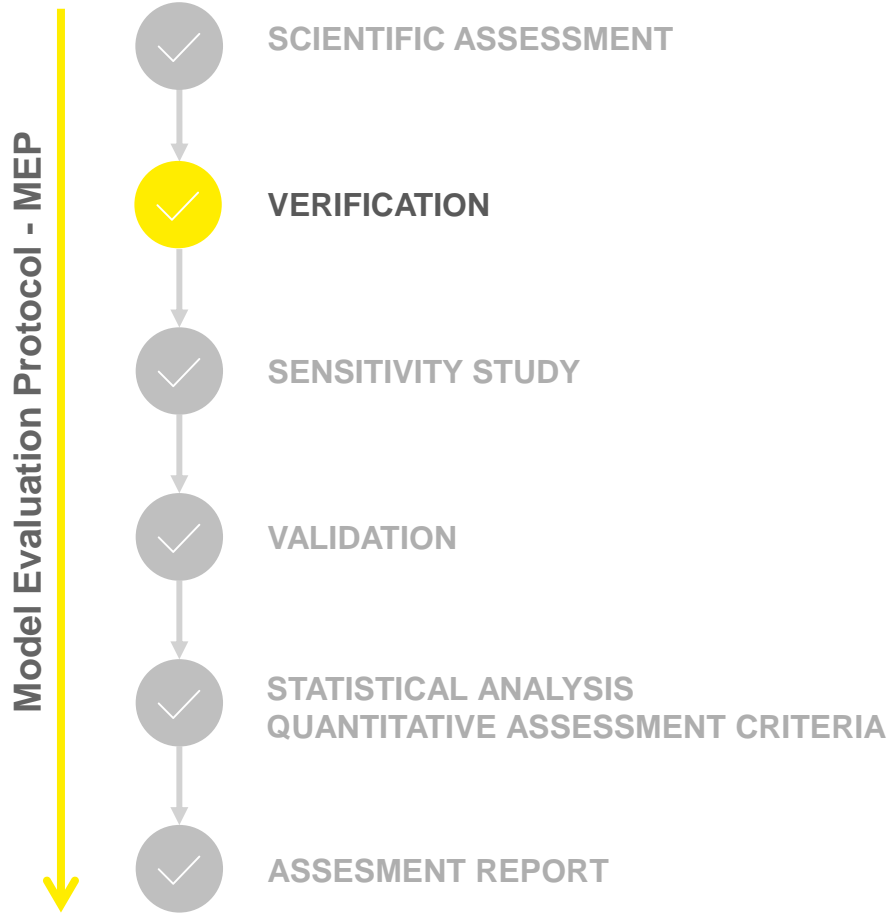 Model Evaluation Protocol - MEP
SCIENTIFIC ASSESSMENT
VERIFICATION
SENSITIVITY STUDY
VALIDATION
STATISTICAL ANALYSIS
QUANTITATIVE ASSESSMENT CRITERIA
ASSESMENT REPORT